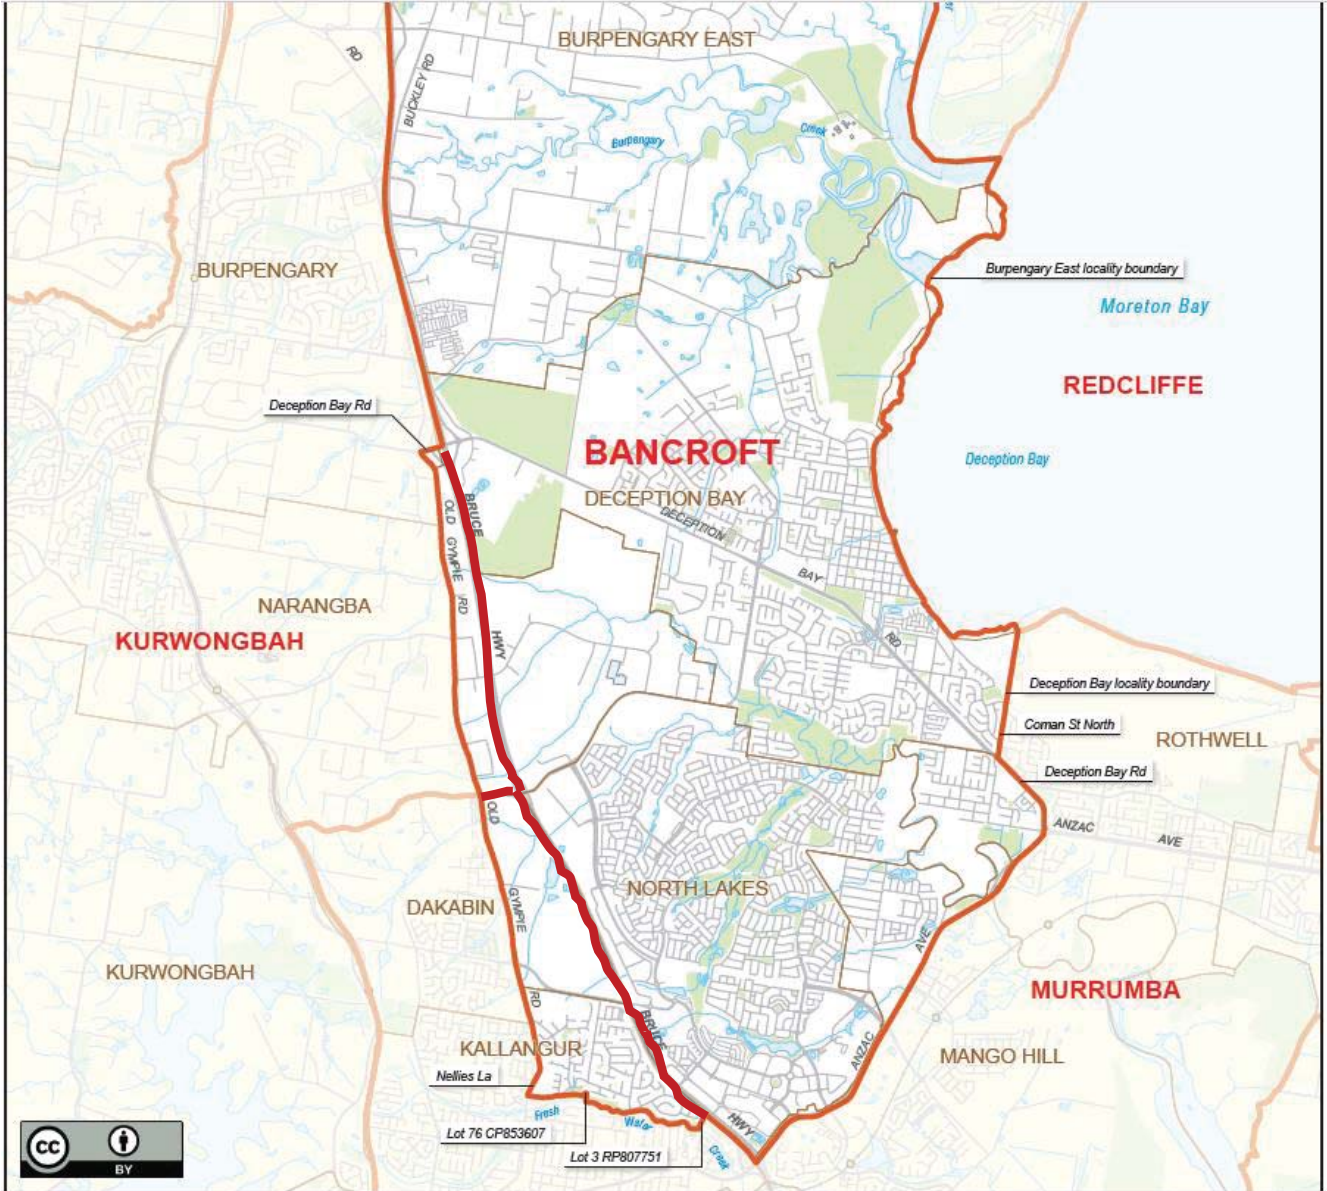 BURPENGARY EAST
RD
BUCKLEY RD
Burpengary
Creek
BURPENGARY
Burpengary East locality boundary
Moreton Bay
REDCLIFFE
Deception Bay Rd
BANCROFT
Deception Bay
DECEPTION BAY
BRUCE
OLD GYMPIE RD
DECEPTION
BAY
RD
NARANGBA
KURWONGBAH
HWY
Deception Bay locality boundary
Coman St North
ROTHWELL
Deception Bay Rd
OLD
ANZAC
AVE
NORTH LAKES
DAKABIN
GYMPIE
AVE
KURWONGBAH
RD
MURRUMBA
BRUCE
KALLANGUR
ANZAC
MANGO HILL
Nellies La
Fresh
Water
Creek
HWY
Lot 76 CP853607
Lot 3 RP807751
CC
BY